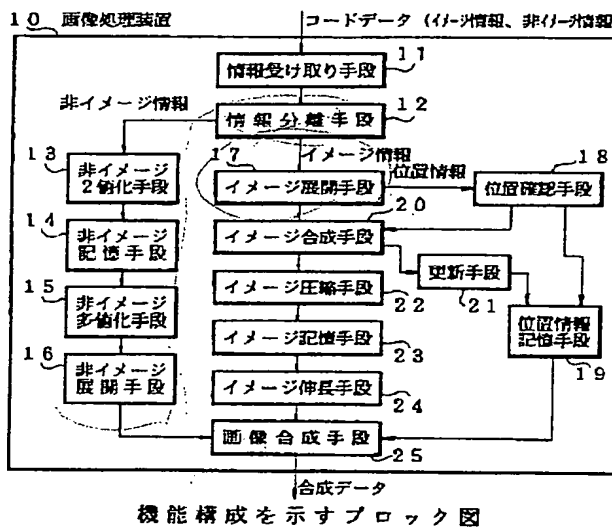 10 画像処理装置
コードデータ (イメージ情報、非イメージ情報
11
情報受け取り手段
12
情報分離手段
非イメージ情報
イメージ情報
13
非イメージ
2値化手段
17
イメージ展開手段
位置情報
18
位置確認手段
14
非イメージ
記憶手段
20
イメージ合成手段
更新手段
21
15
非イメージ
多値化手段
イメージ圧縮手段
22
位置情報
記憶手段
19
イメージ記憶手段
23
16
非イメージ
展開手段
イメージ伸長手段
24
画像合成手段
25
合成データ
機能構成を示すブロック図